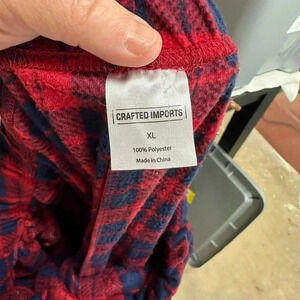 CRAFTED IMPORTS
XL
100% Polyester
Made in China